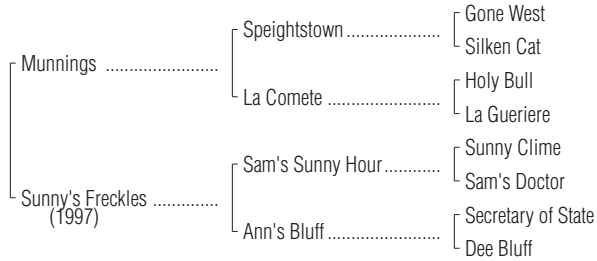 Gone West
Speightstown ....................
Silken Cat
Munnings ........................
Holy Bull
La Comete ........................
La Gueriere
Sunny Clime
Sam's Sunny Hour............
Sam's Doctor
Sunny's Freckles ..............
(1997)
Secretary of State
Ann's Bluff ........................
Dee Bluff